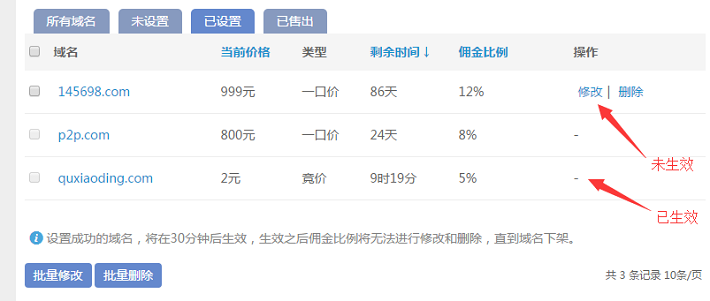 所有域名 未设置 已设置 已售出
域名 当前价格 类型 剩余时间↓ 佣金比例 操作
145698.com 999元 一口价 86天 12% 修改 | 删除
p2p.com 800元 一口价 24天 8% -
未生效
quxiaoding.com 2元 竞价 9时19分 5% -
已生效
设置成功的域名，将在30分钟后生效，生效之后佣金比例将无法进行修改和删除，直到域名下架。
批量修改 批量删除 共 3 条记录 10条/页